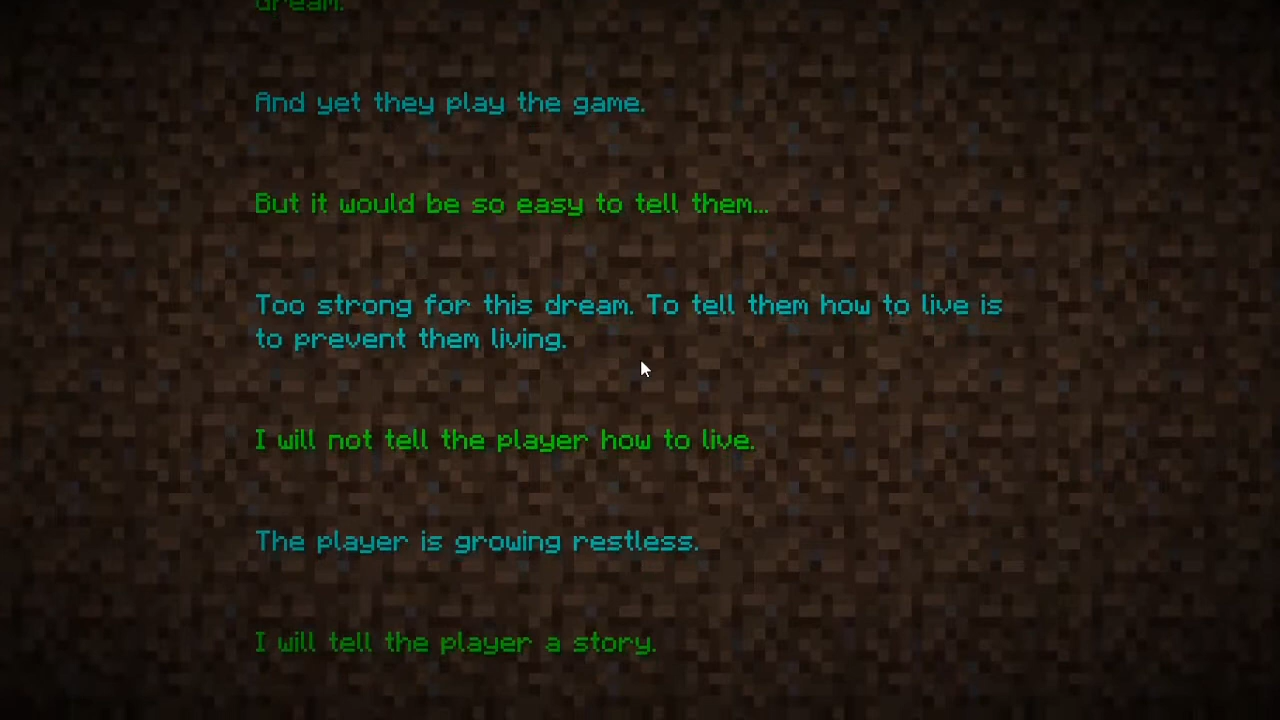 dream.
And yet they play the game.
But it would be so easy to tell them...
Too strong for this dream. To tell them how to live is
to prevent them living.
I will not tell the player how to live.
The player is growing restless.
I will tell the player a story.